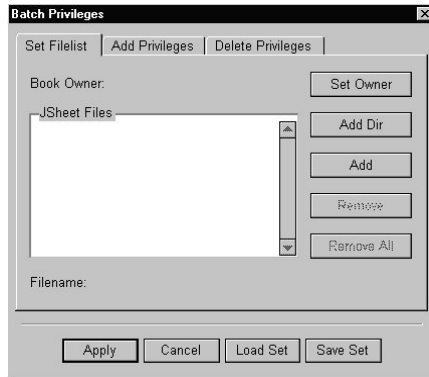 Batch Privileges
Set Filelist Add Privileges Delete Privileges
Book Owner:
Set Owner
JSheet Files
Add Dir
Add
Remove
Remove All
Filename:
Apply Cancel Load Set Save Set